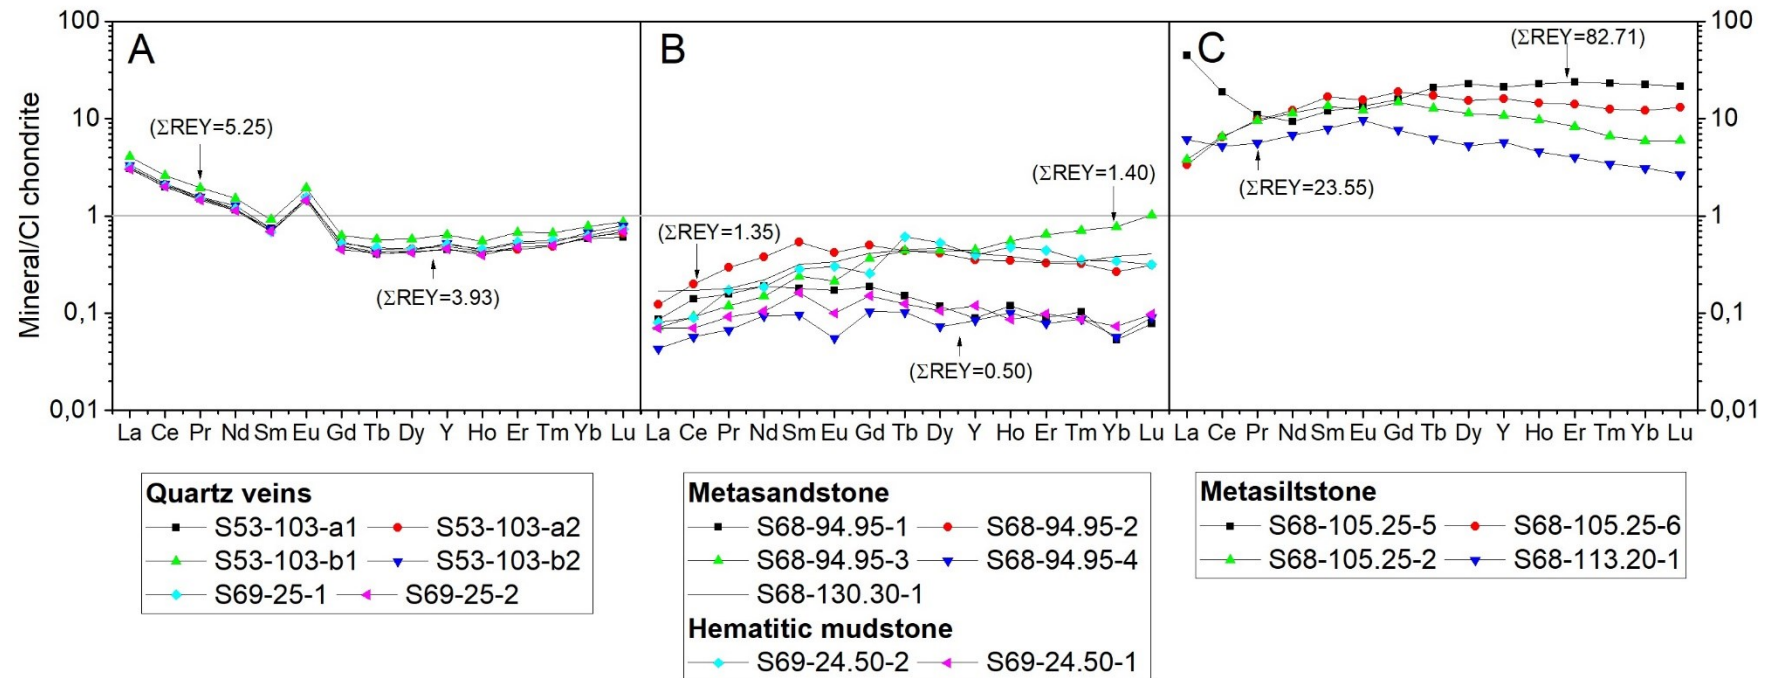 Mineral/CI chondrite
100
10
1
0,1
0,01
A
(ΣREY=5.25)
(ΣREY=3.93)
La Ce Pr Nd Sm Eu Gd Tb Dy Y Ho Er Tm Yb Lu
B
(ΣREY=1.35)
(ΣREY=1.40)
(ΣREY=0.50)
La Ce Pr Nd Sm Eu Gd Tb Dy Y Ho Er Tm Yb Lu
C
(ΣREY=82.71)
(ΣREY=23.55)
La Ce Pr Nd Sm Eu Gd Tb Dy Y Ho Er Tm Yb Lu
100
10
1
0,1
0,01
Quartz veins
S53-103-a1 S53-103-a2
S53-103-b1 S53-103-b2
S69-25-1 S69-25-2
Metasandstone
S68-94.95-1 S68-94.95-2
S68-94.95-3 S68-94.95-4
S68-130.30-1
Hematitic mudstone
S69-24.50-2 S69-24.50-1
Metasiltstone
S68-105.25-5 S68-105.25-6
S68-105.25-2 S68-113.20-1